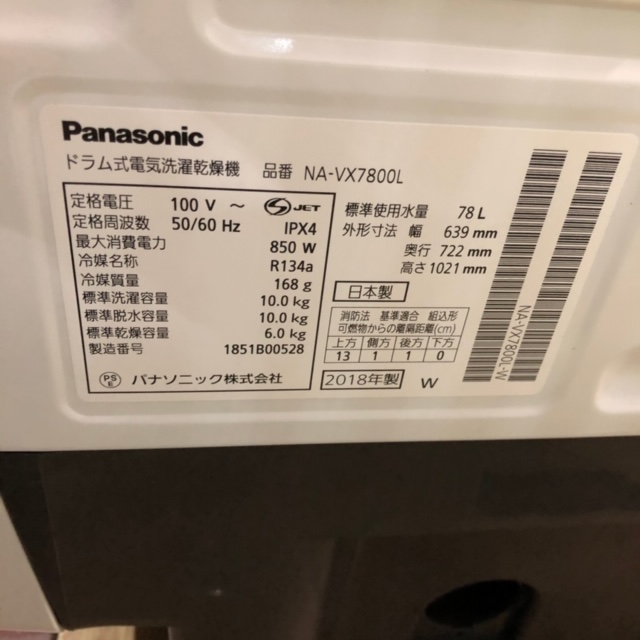 Panasonic
ドラム式電気洗濯乾燥機 品番 NA-VX7800L
定格電圧 100 V ～ S JET
定格周波数 50/60 Hz IPX4
最大消費電力 850 W
冷媒名称 R134a
冷媒質量 168 g
標準洗濯容量 10.0 kg
標準脱水容量 10.0 kg
標準乾燥容量 6.0 kg
製造番号 1851B00528
PS E パナソニック株式会社
標準使用水量 78 L
外形寸法 幅 639 mm
奥行 722 mm
高さ 1021 mm
日本製
消防法 基準適合 組込形
可燃物からの離隔距離(cm)
上方 側方 後方 下方
13 1 1 0
2018年製 W
NA-VX7800L-W